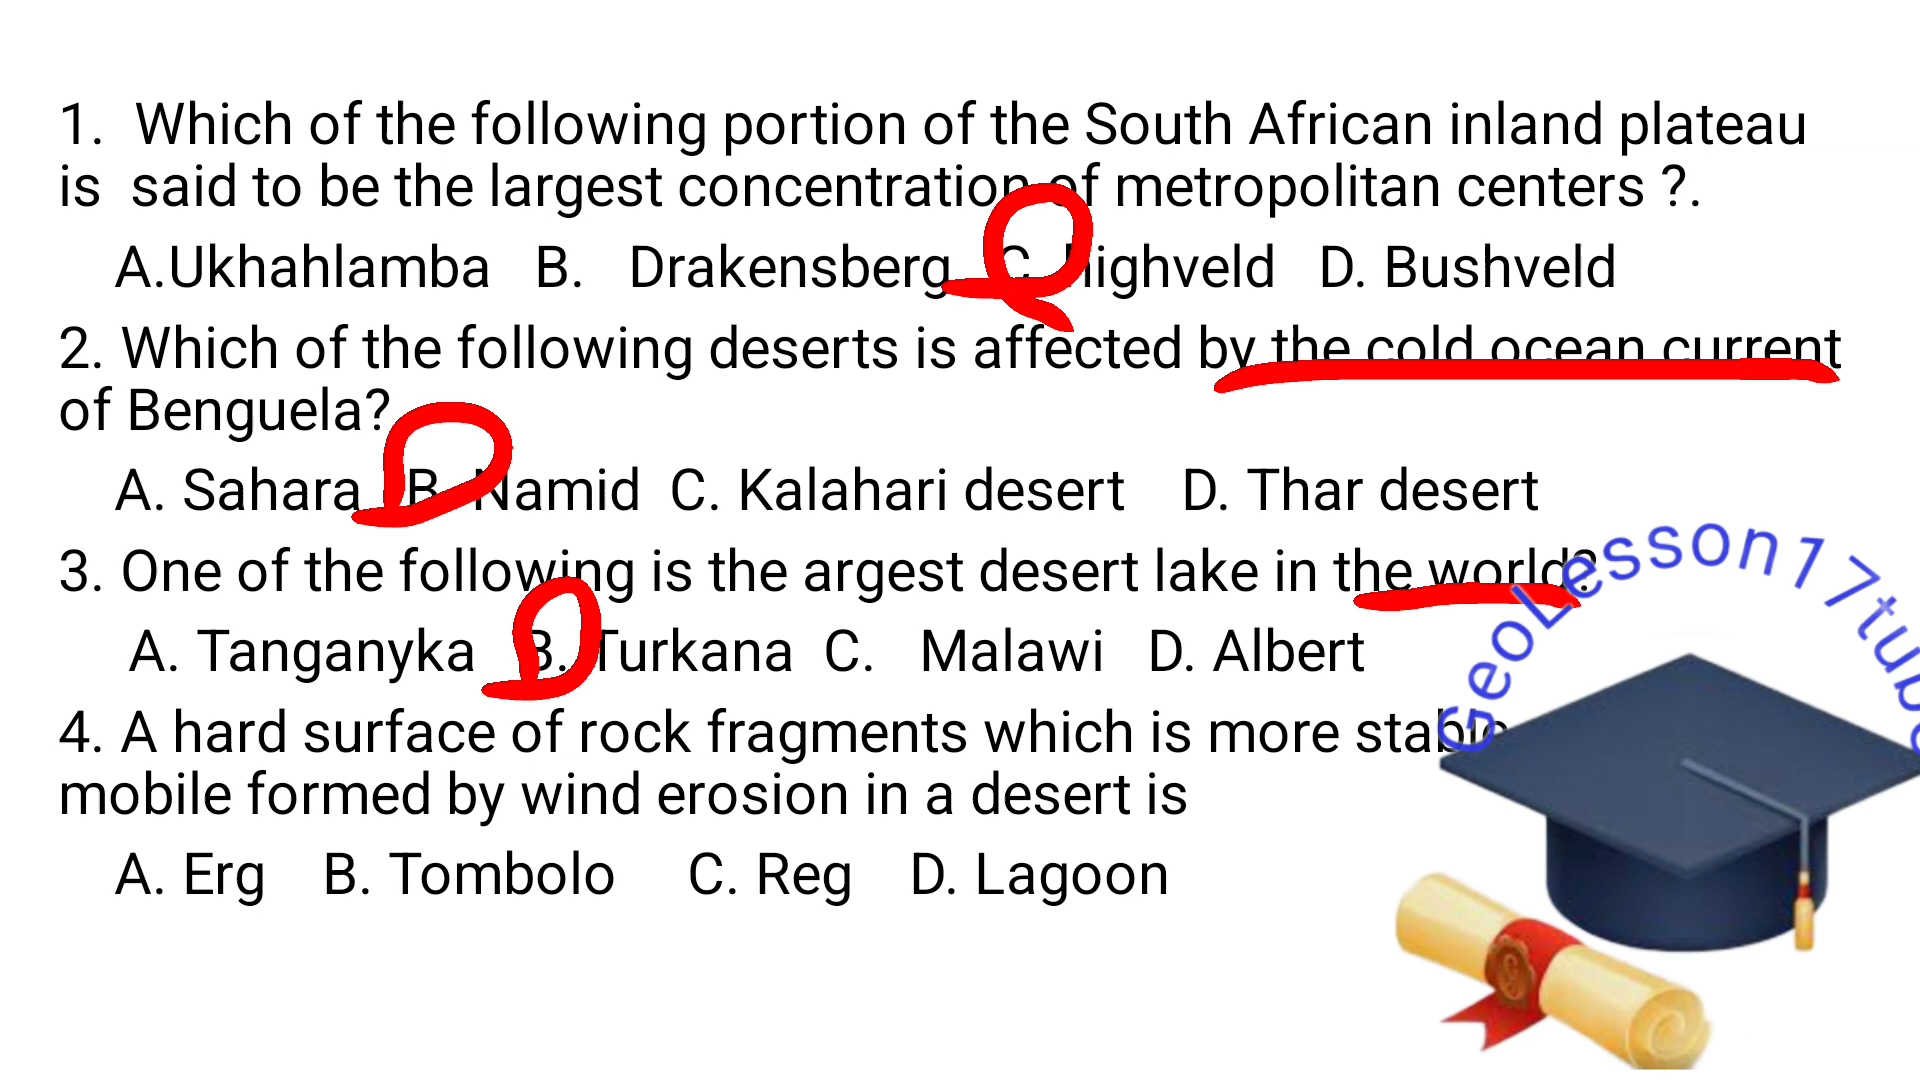 1. Which of the following portion of the South African inland plateau
is said to be the largest concentration of metropolitan centers ?.
A.Ukhahlamba B. Drakensberg C. highveld D. Bushveld
2. Which of the following deserts is affected by the cold ocean current
of Benguela?
A. Sahara B. Namid C. Kalahari desert D. Thar desert
3. One of the following is the argest desert lake in the world?
A. Tanganyka B. Turkana C. Malawi D. Albert
4. A hard surface of rock fragments which is more stable
mobile formed by wind erosion in a desert is
A. Erg B. Tombolo C. Reg D. Lagoon
GeoLesson17tube